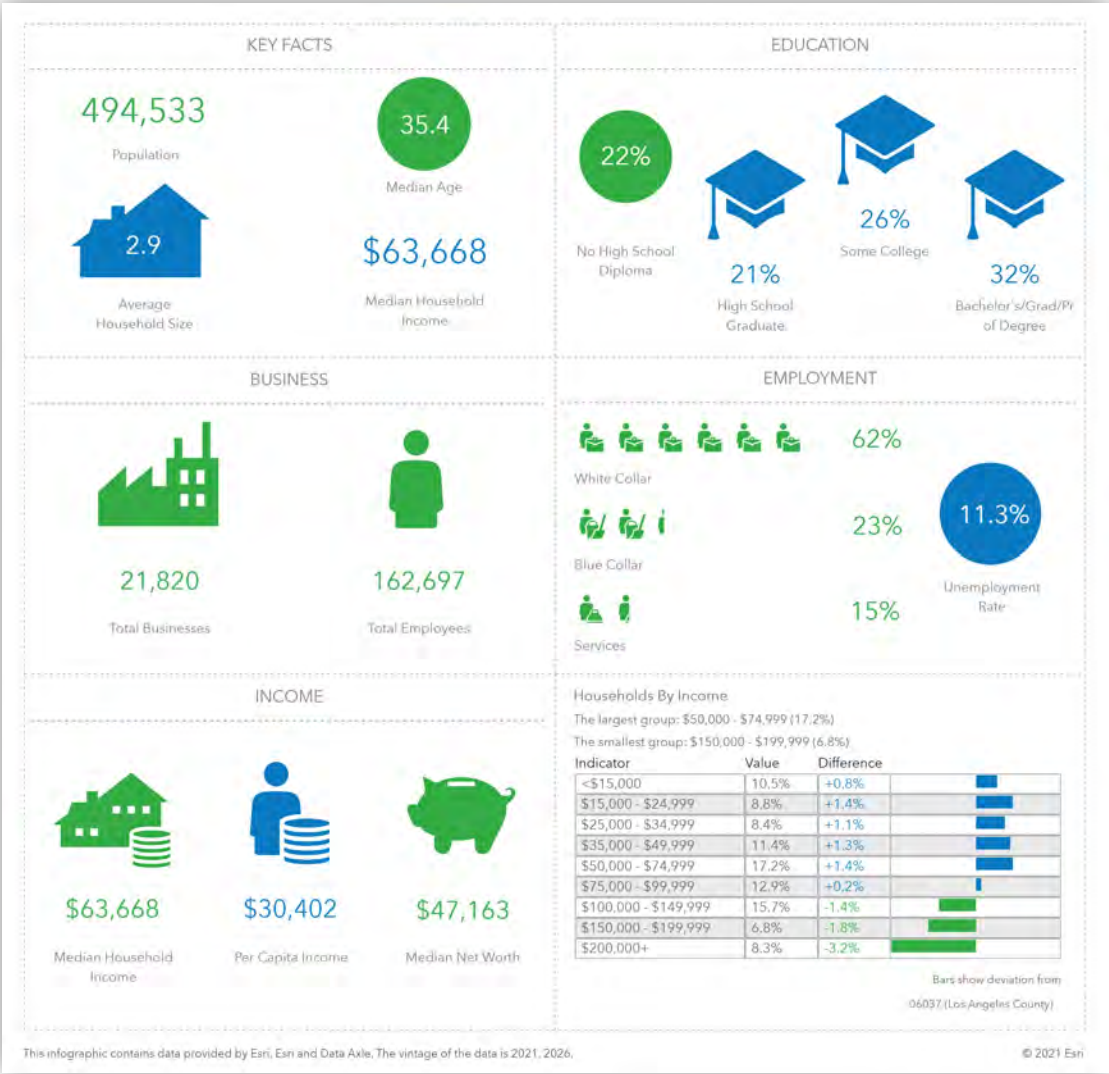 KEY FACTS
494,533
Population
35.4
Median Age
2.9
Average
Household Size
$63,668
Median Household
Income
EDUCATION
22%
No High School
Diploma
21%
High School
Graduate
26%
Some College
32%
Bachelor's/Grad/Pr
of Degree
BUSINESS
21,820
Total Businesses
162,697
Total Employees
EMPLOYMENT
62%
White Collar
23%
Blue Collar
15%
Services
11.3%
Unemployment
Rate
INCOME
$63,668
Median Household
Income
$30,402
Per Capita Income
$47,163
Median Net Worth
Households By Income
The largest group: $50,000 - $74,999 (17.2%)
The smallest group: $150,000 - $199,999 (6.8%)
Indicator Value Difference
<$15,000 10.5% +0.8%
$15,000 - $24,999 8.8% +1.4%
$25,000 - $34,999 8.4% +1.1%
$35,000 - $49,999 11.4% +1.3%
$50,000 - $74,999 17.2% +1.4%
$75,000 - $99,999 12.9% +0.2%
$100,000 - $149,999 15.7% -1.4%
$150,000 - $199,999 6.8% -1.8%
$200,000+ 8.3% -3.2%
Bars show deviation from
06037 (Los Angeles County)
This infographic contains data provided by Esri, Esri and Data Axle. The vintage of the data is 2021, 2026.
© 2021 Esri